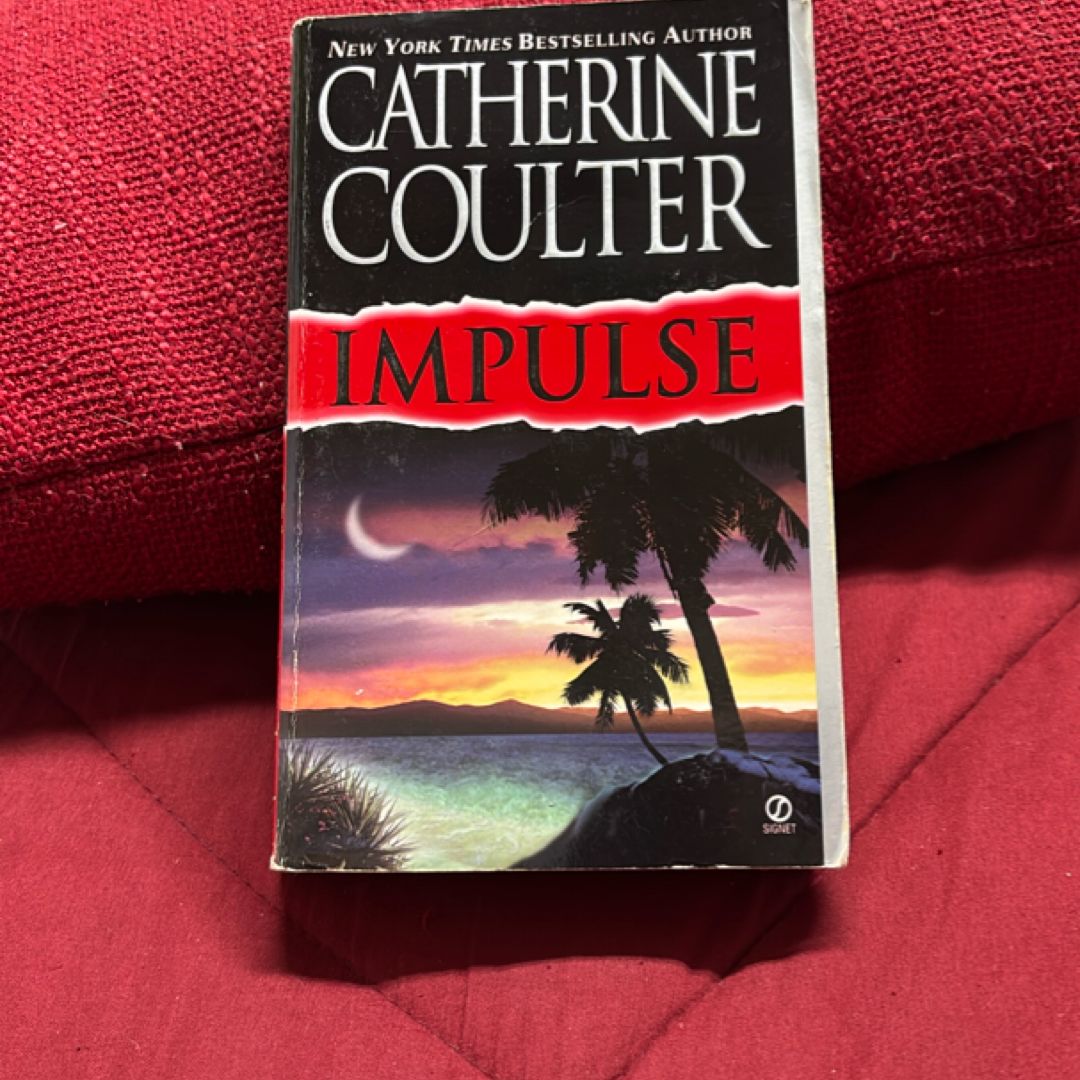 NEW YORK TIMES BESTSELLING AUTHOR
CATHERINE
COULTER
IMPULSE
SIGNET